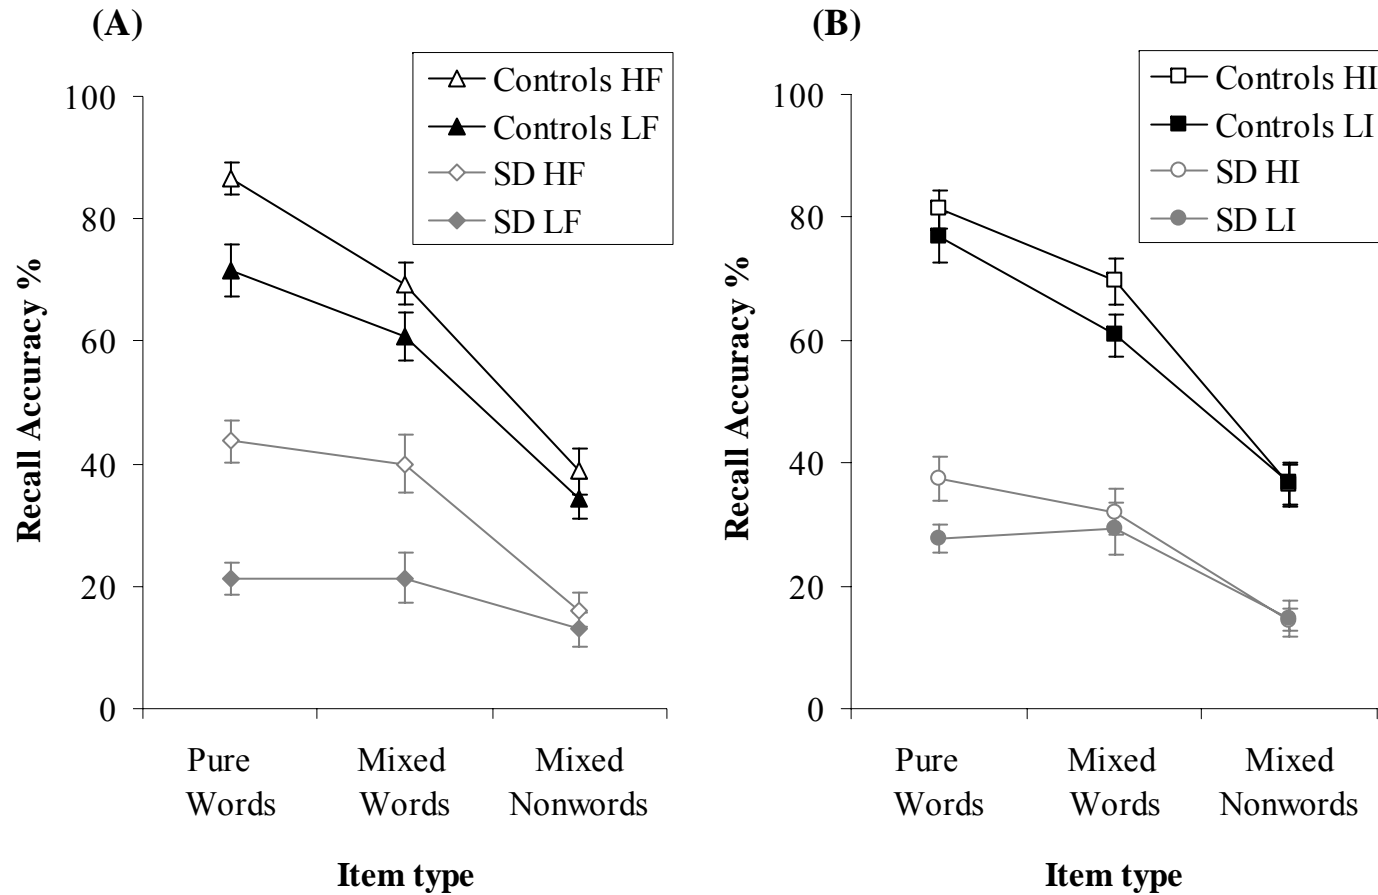 (A)
Controls HF
Controls LF
SD HF
SD LF
100
80
60
40
20
0
Recall Accuracy %
Pure
Words
Mixed
Words
Mixed
Nonwords
Item type
(B)
Controls HI
Controls LI
SD HI
SD LI
100
80
60
40
20
0
Recall Accuracy %
Pure
Words
Mixed
Words
Mixed
Nonwords
Item type